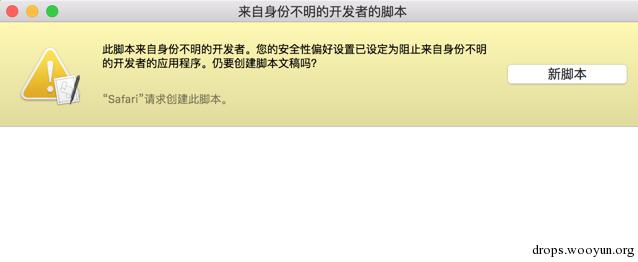 来自身份不明的开发者的脚本
此脚本来自身份不明的开发者。您的安全性偏好设置已设定为阻止来自身份不明
的开发者的应用程序。仍要创建脚本文稿吗?
新脚本
“Safari”请求创建此脚本。
drops.wooyun.org